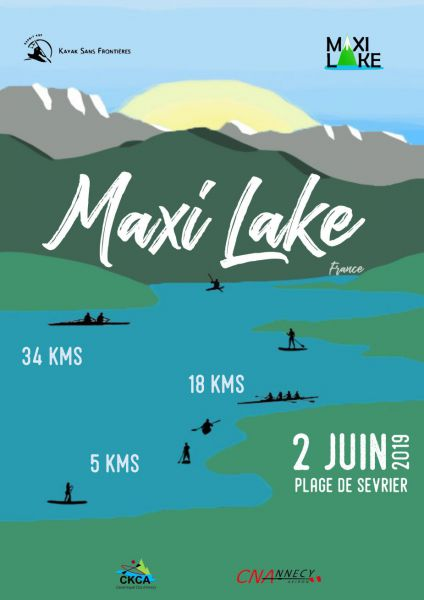 KAYAK SANS FRONTIÈRES
MAXI
LAKE
Maxi Lake
France
34 KMS
18 KMS
5 KMS
2 JUIN 2019
PLAGE DE SEVRIER
CKCA
CNANNECY
AVIRON